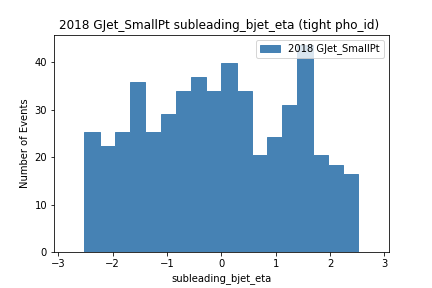 2018 GJet_SmallPt subleading_bjet_eta (tight pho_id)
2018 GJet_SmallPt
Number of Events
40
30
20
10
0
−3 −2 −1 0 1 2 3
subleading_bjet_eta